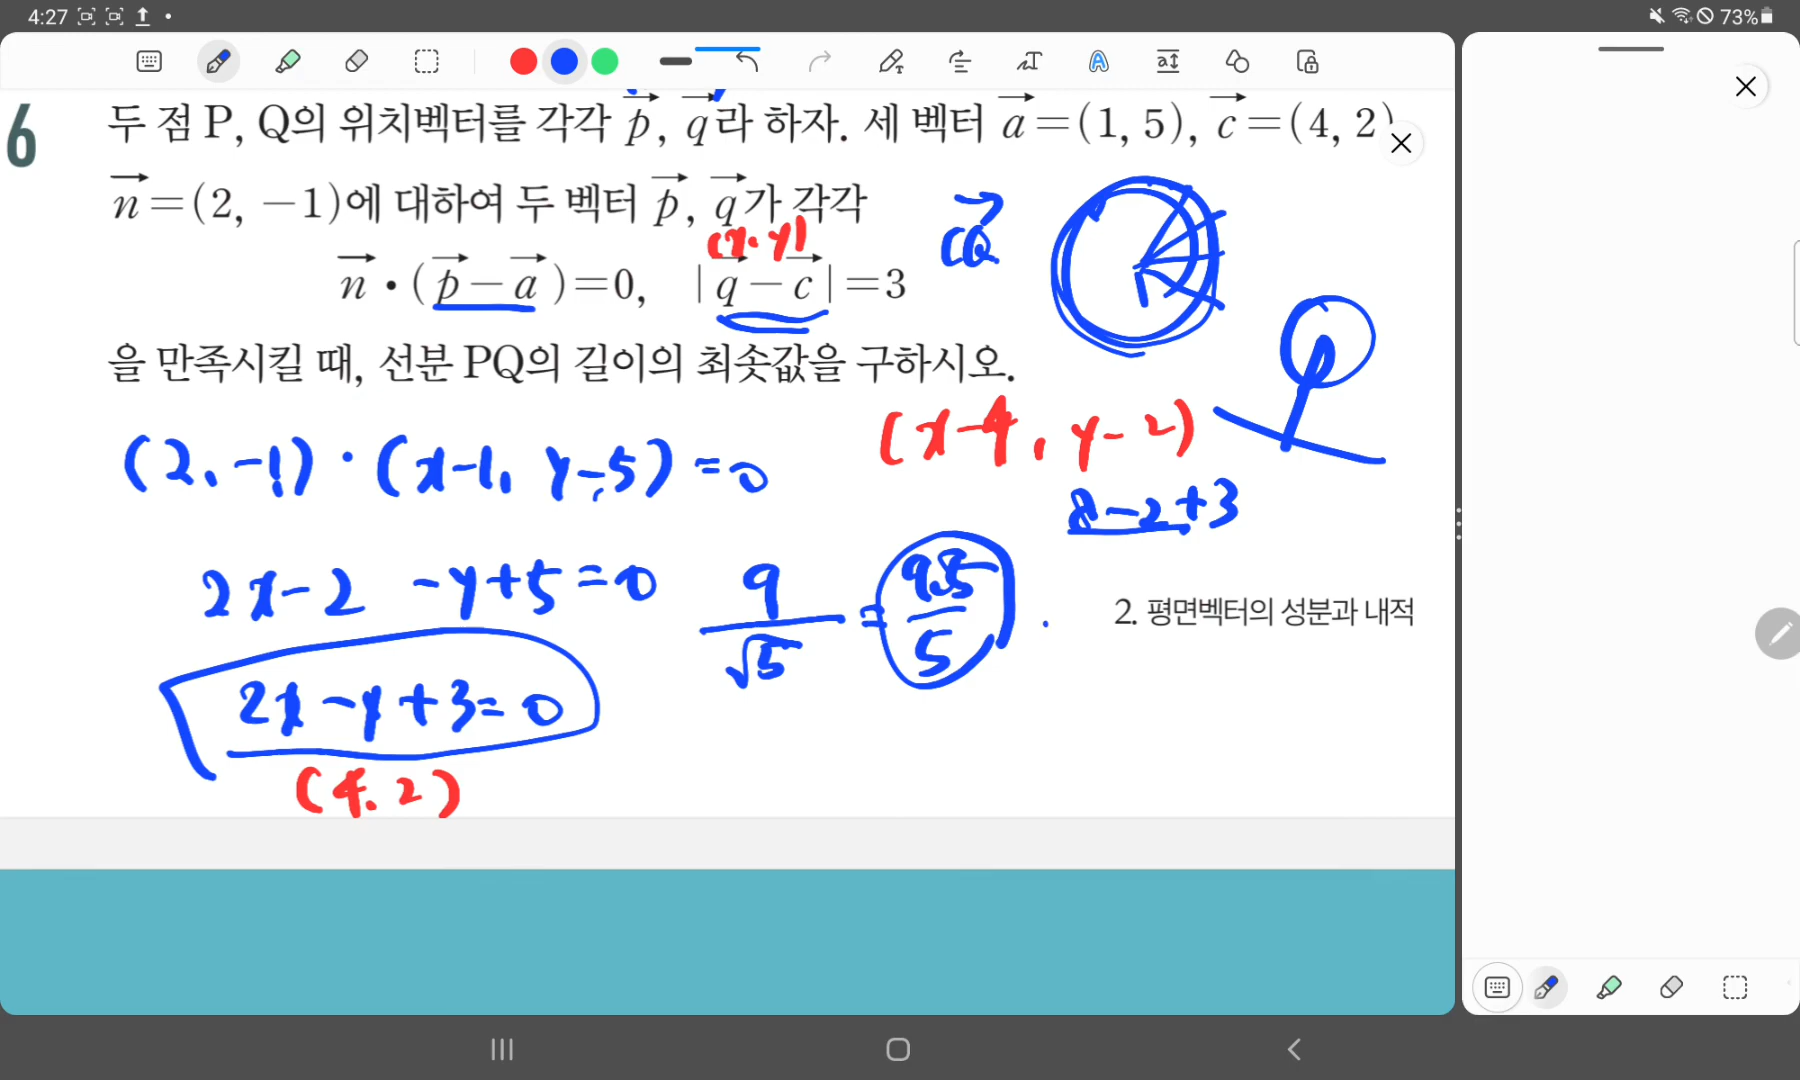 4:27
73%
6
두 점 P, Q의 위치벡터를 각각 p, q라 하자. 세 벡터 a=(1, 5), c=(4, 2)
n=(2, -1)에 대하여 두 벡터 p, q가 각각
(x, y)
CQ
n•(p-a)=0, |q-c|=3
을 만족시킬 때, 선분 PQ의 길이의 최솟값을 구하시오.
(x-4, y-2)
(2, -1)·(x-1, y-5)=0
8-2+3
2x-2 -y+5=0
9/√5 = 9√5/5
2. 평면벡터의 성분과 내적
2x-y+3=0
(4, 2)